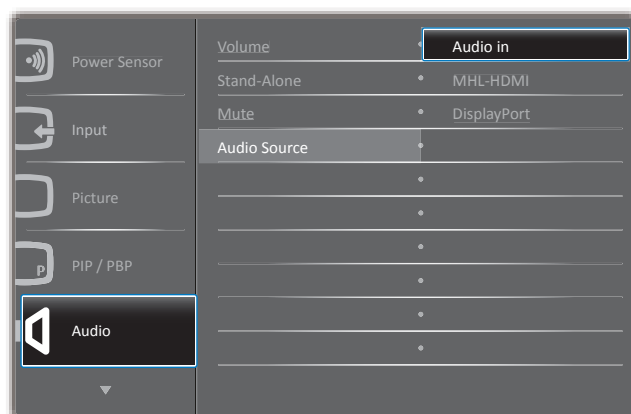 Power Sensor
Input
Picture
P
PIP / PBP
Audio
Volume
Stand-Alone
Mute
Audio Source
Audio in
MHL-HDMI
DisplayPort